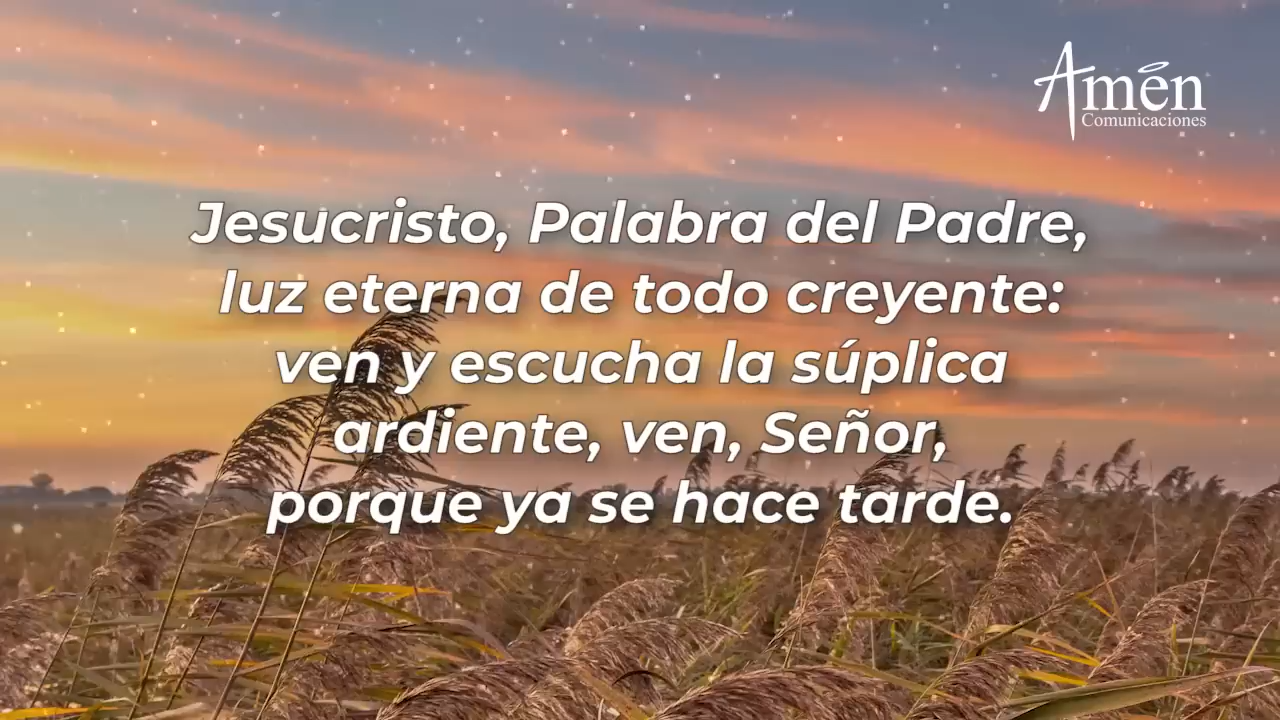 Amén
Comunicaciones
Jesucristo, Palabra del Padre,
luz eterna de todo creyente:
ven y escucha la súplica
ardiente, ven, Señor,
porque ya se hace tarde.